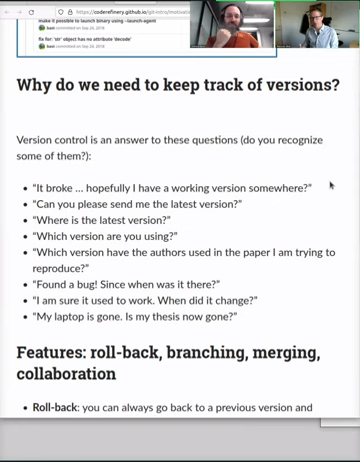 https://coderefinery.github.io/git-intro/motivati
make it possible to launch binary using --launch-agent
committed on Sep 24, 2018
fix for: 'str' object has no attribute 'decode'
committed on Sep 24, 2018
Why do we need to keep track of versions?
Version control is an answer to these questions (do you recognize
some of them?):
• “It broke … hopefully I have a working version somewhere?”
• “Can you please send me the latest version?”
• “Where is the latest version?”
• “Which version are you using?”
• “Which version have the authors used in the paper I am trying to
reproduce?”
• “Found a bug! Since when was it there?”
• “I am sure it used to work. When did it change?”
• “My laptop is gone. Is my thesis now gone?”
Features: roll-back, branching, merging,
collaboration
• Roll-back: you can always go back to a previous version and